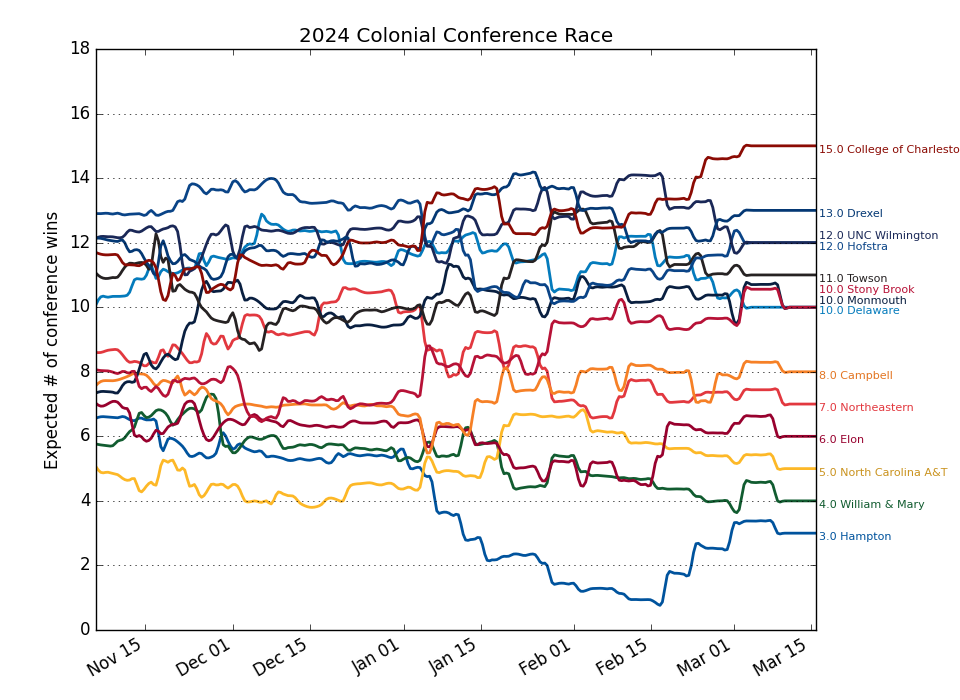 2024 Colonial Conference Race
Expected # of conference wins
18
16
14
12
10
8
6
4
2
0
15.0 College of Charlesto
13.0 Drexel
12.0 UNC Wilmington
12.0 Hofstra
11.0 Towson
10.0 Stony Brook
10.0 Monmouth
10.0 Delaware
8.0 Campbell
7.0 Northeastern
6.0 Elon
5.0 North Carolina A&T
4.0 William & Mary
3.0 Hampton
Nov 15
Dec 01
Dec 15
Jan 01
Jan 15
Feb 01
Feb 15
Mar 01
Mar 15